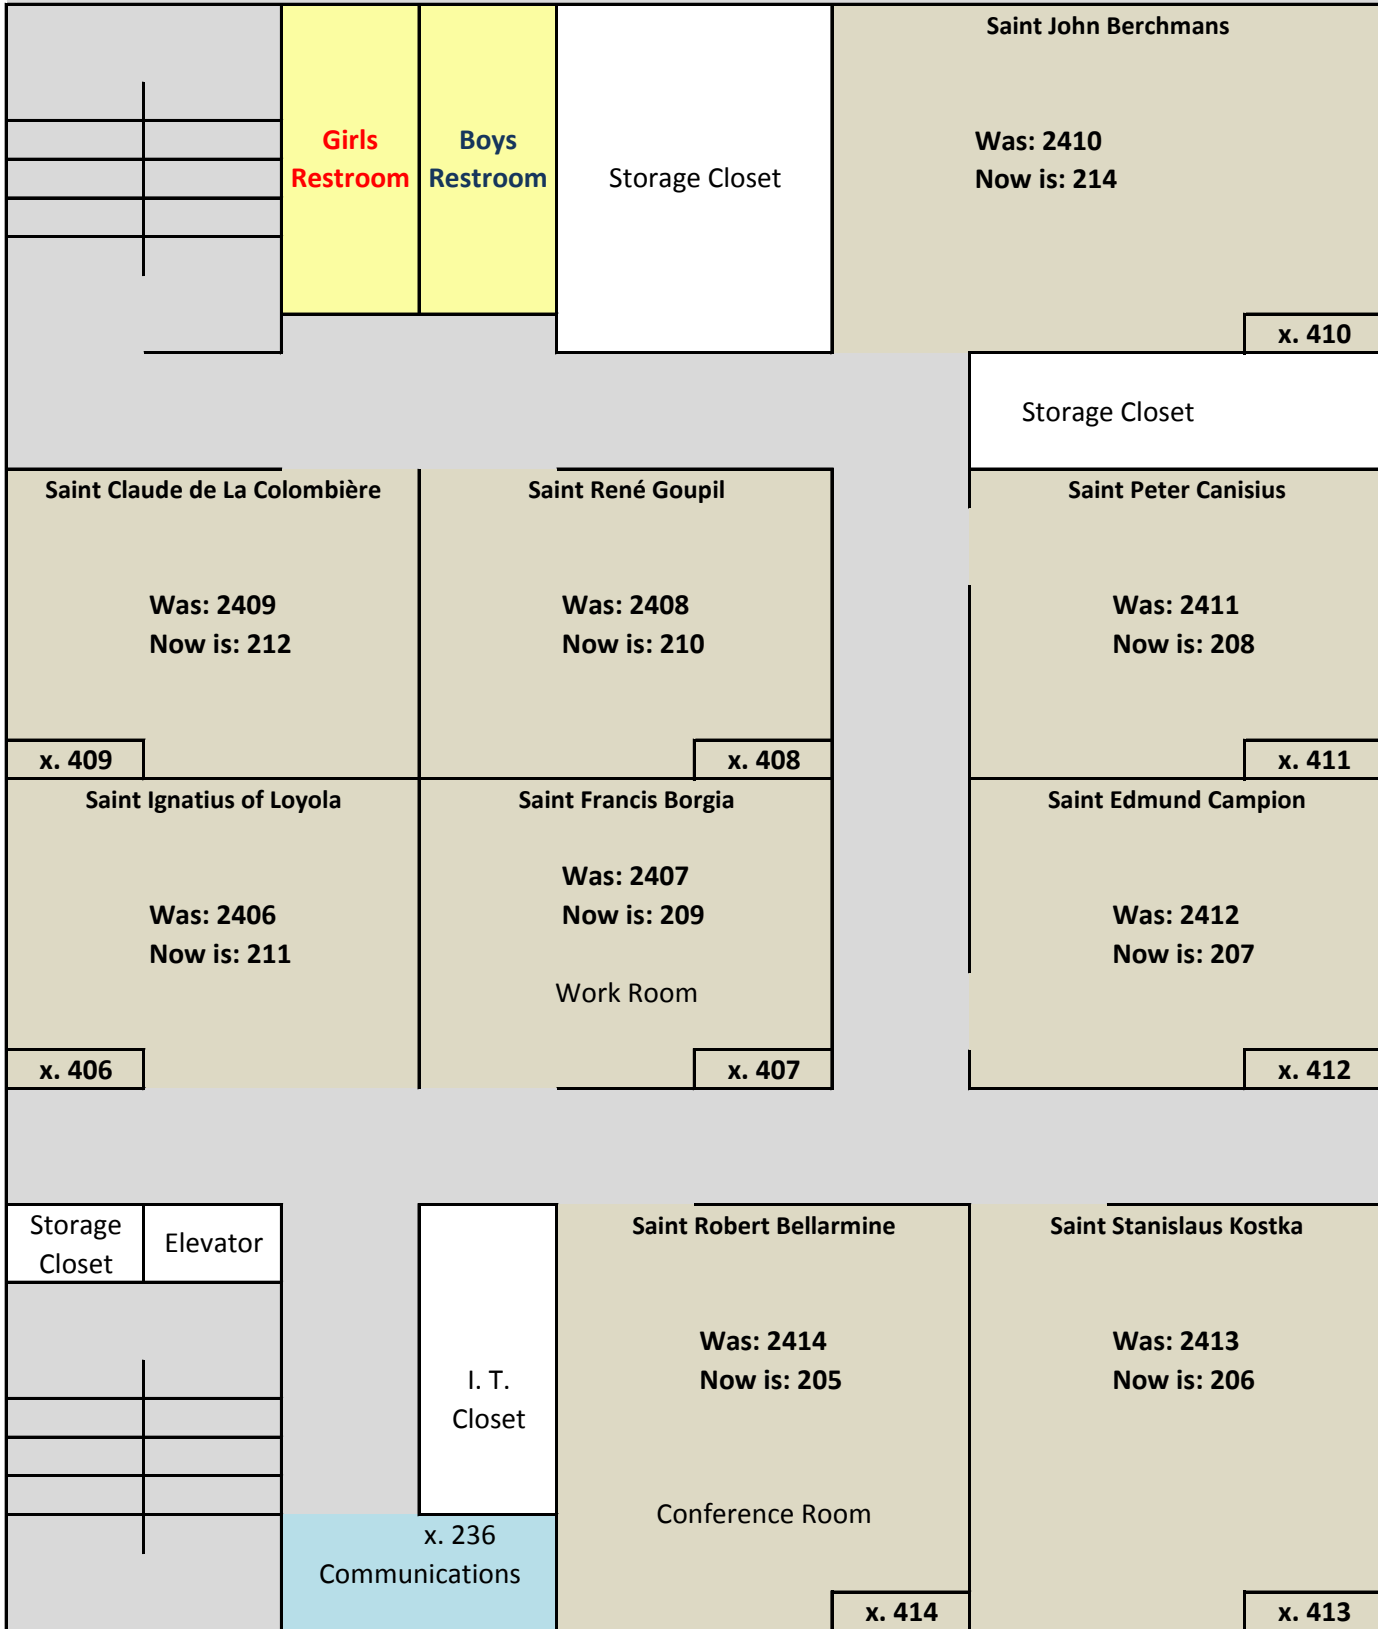 Saint John Berchmans
Girls
Restroom
Boys
Restroom
Storage Closet
Was: 2410
Now is: 214
x. 410
Storage Closet
Saint Claude de La Colombière
Was: 2409
Now is: 212
x. 409
Saint René Goupil
Was: 2408
Now is: 210
x. 408
Saint Peter Canisius
Was: 2411
Now is: 208
x. 411
Saint Ignatius of Loyola
Was: 2406
Now is: 211
x. 406
Saint Francis Borgia
Was: 2407
Now is: 209
Work Room
x. 407
Saint Edmund Campion
Was: 2412
Now is: 207
x. 412
Storage
Closet
Elevator
I. T.
Closet
x. 236
Communications
Saint Robert Bellarmine
Was: 2414
Now is: 205
Conference Room
x. 414
Saint Stanislaus Kostka
Was: 2413
Now is: 206
x. 413